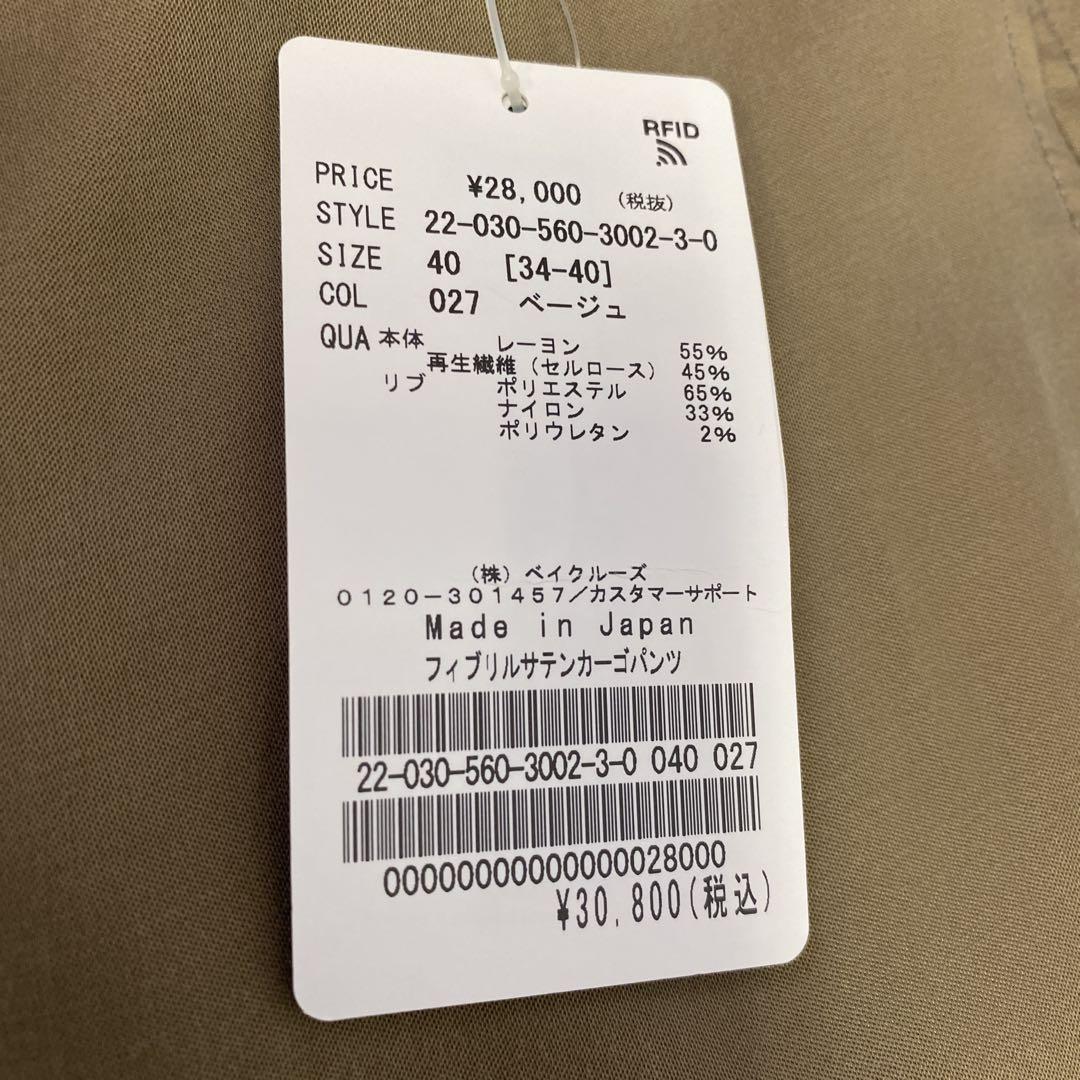 RFID
PRICE ¥28,000 (税抜)
STYLE 22-030-560-3002-3-0
SIZE 40 [34-40]
COL 027 ベージュ
QUA 本体 レーヨン 55%
再生繊維(セルロース) 45%
リブ ポリエステル 65%
ナイロン 33%
ポリウレタン 2%
(株)ベイクルーズ
0120-301457/カスタマーサポート
Made in Japan
フィブリルサテンカーゴパンツ
22-030-560-3002-3-0 040 027
00000000000000028000
¥30,800(税込)